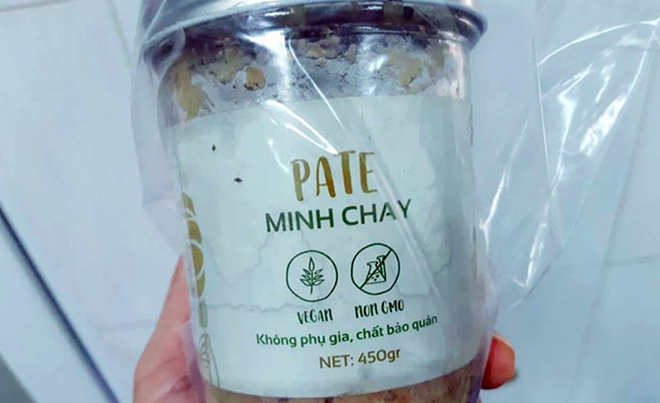 PATE
MINH CHAY
VEGAN NON GMO
Không phụ gia, chất bảo quản
NET: 450gr